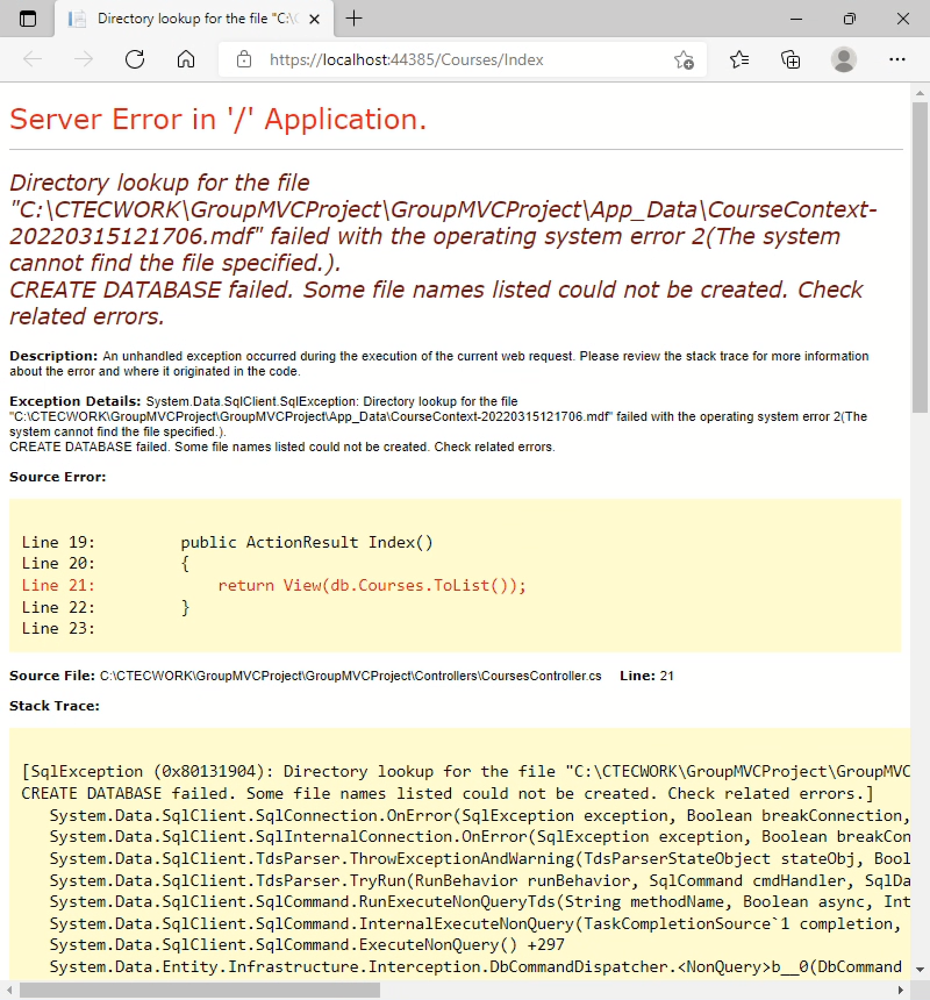 Directory lookup for the file "C:\
https://localhost:44385/Courses/Index
Server Error in '/' Application.
Directory lookup for the file
"C:\CTECWORK\GroupMVCProject\GroupMVCProject\App_Data\CourseContext-
20220315121706.mdf" failed with the operating system error 2(The system
cannot find the file specified.).
CREATE DATABASE failed. Some file names listed could not be created. Check
related errors.
Description: An unhandled exception occurred during the execution of the current web request. Please review the stack trace for more information
about the error and where it originated in the code.
Exception Details: System.Data.SqlClient.SqlException: Directory lookup for the file
"C:\CTECWORK\GroupMVCProject\GroupMVCProject\App_Data\CourseContext-20220315121706.mdf" failed with the operating system error 2(The
system cannot find the file specified.).
CREATE DATABASE failed. Some file names listed could not be created. Check related errors.
Source Error:
Line 19:         public ActionResult Index()
Line 20:         {
Line 21:             return View(db.Courses.ToList());
Line 22:         }
Line 23:
Source File: C:\CTECWORK\GroupMVCProject\GroupMVCProject\Controllers\CoursesController.cs    Line: 21
Stack Trace:
[SqlException (0x80131904): Directory lookup for the file "C:\CTECWORK\GroupMVCProject\GroupMVC
CREATE DATABASE failed. Some file names listed could not be created. Check related errors.]
   System.Data.SqlClient.SqlConnection.OnError(SqlException exception, Boolean breakConnection,
   System.Data.SqlClient.SqlInternalConnection.OnError(SqlException exception, Boolean breakCon
   System.Data.SqlClient.TdsParser.ThrowExceptionAndWarning(TdsParserStateObject stateObj, Bool
   System.Data.SqlClient.TdsParser.TryRun(RunBehavior runBehavior, SqlCommand cmdHandler, SqlDa
   System.Data.SqlClient.SqlCommand.RunExecuteNonQueryTds(String methodName, Boolean async, Int
   System.Data.SqlClient.SqlCommand.InternalExecuteNonQuery(TaskCompletionSource`1 completion,
   System.Data.SqlClient.SqlCommand.ExecuteNonQuery() +297
   System.Data.Entity.Infrastructure.Interception.DbCommandDispatcher.<NonQuery>b__0(DbCommand